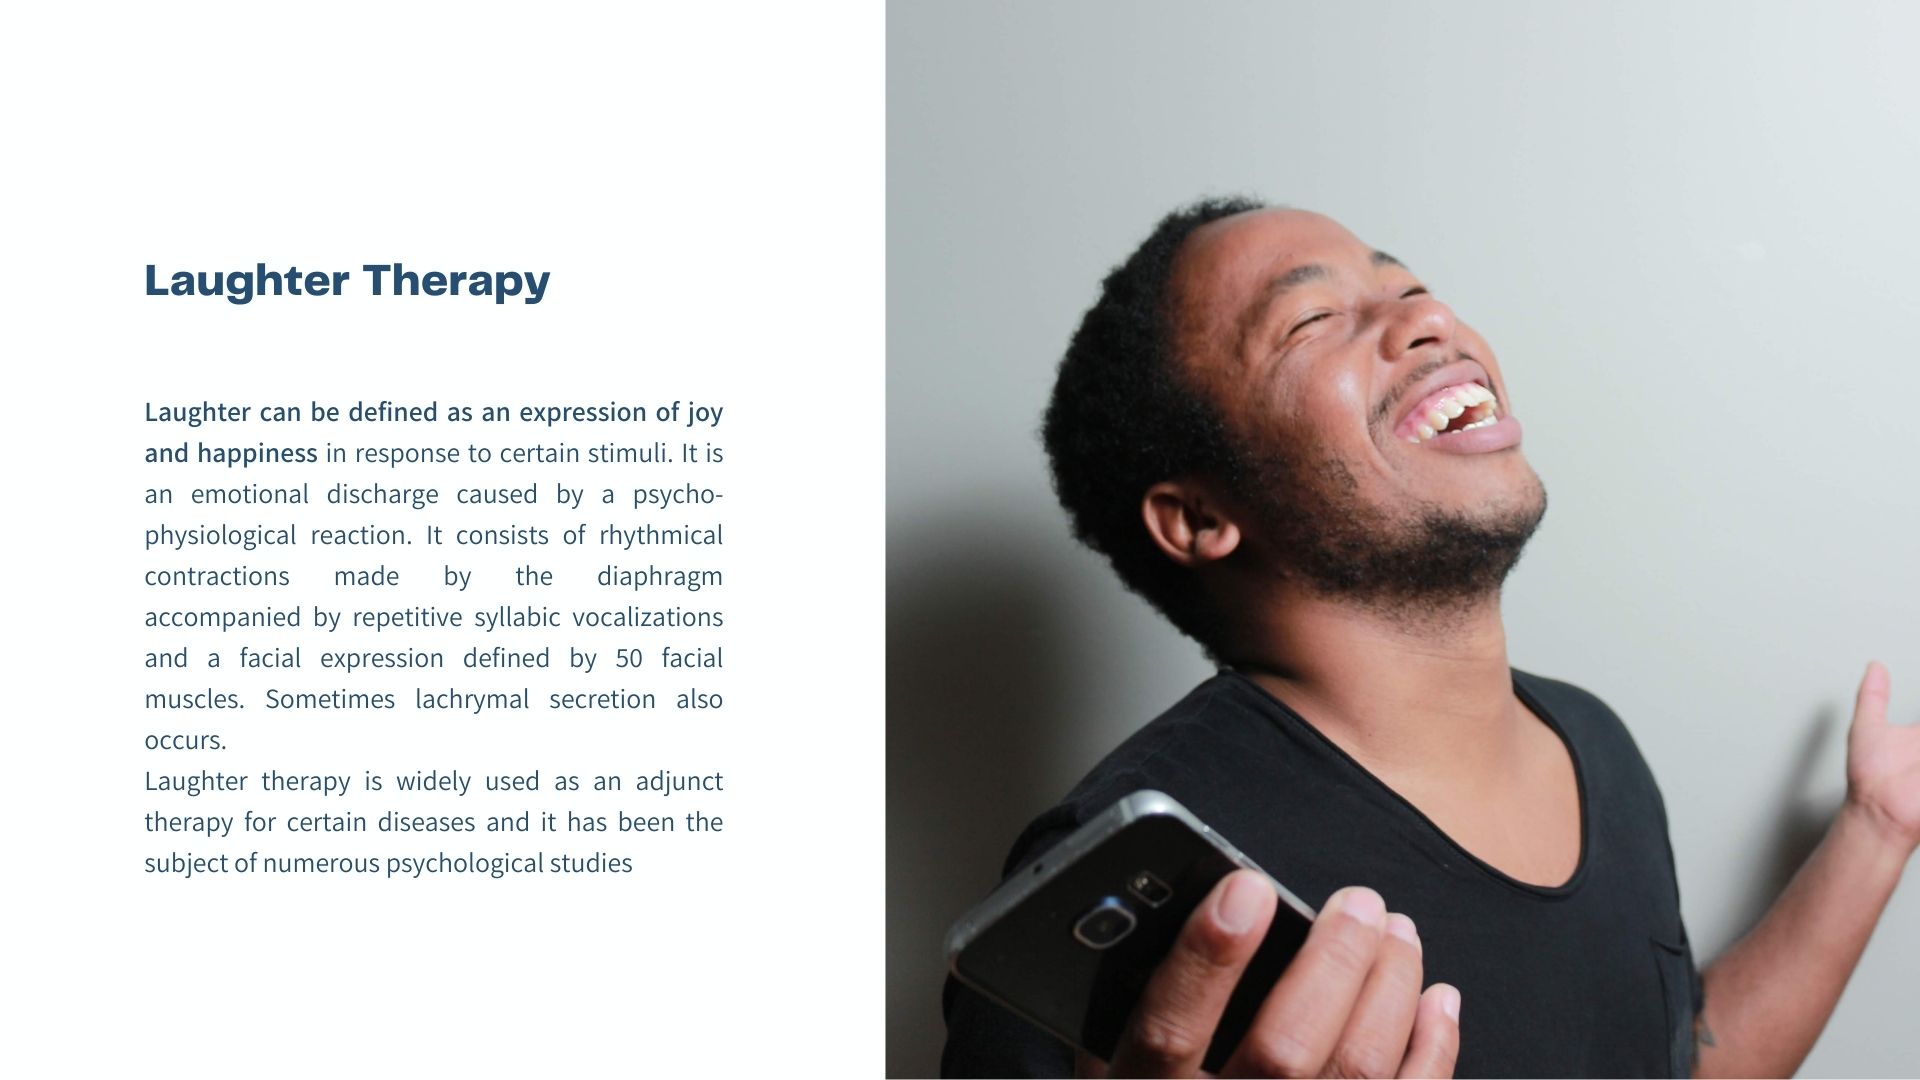 Laughter Therapy
Laughter can be defined as an expression of joy
and happiness in response to certain stimuli. It is
an emotional discharge caused by a psycho-
physiological reaction. It consists of rhythmical
contractions made by the diaphragm
accompanied by repetitive syllabic vocalizations
and a facial expression defined by 50 facial
muscles. Sometimes lachrymal secretion also
occurs.
Laughter therapy is widely used as an adjunct
therapy for certain diseases and it has been the
subject of numerous psychological studies